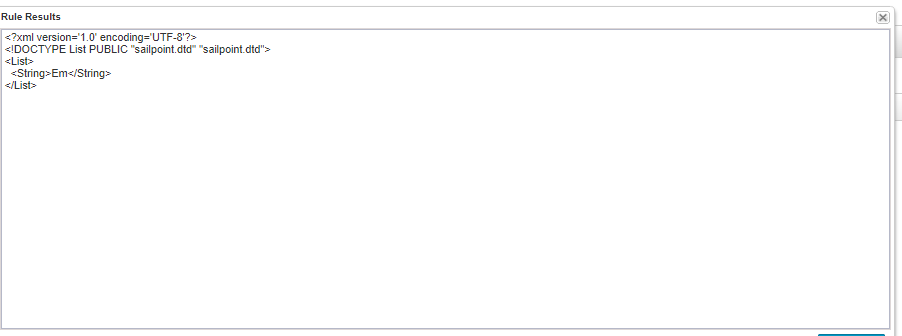 Rule Results
<?xml version='1.0' encoding='UTF-8'?>
<!DOCTYPE List PUBLIC "sailpoint.dtd" "sailpoint.dtd">
<List>
  <String>Em</String>
</List>